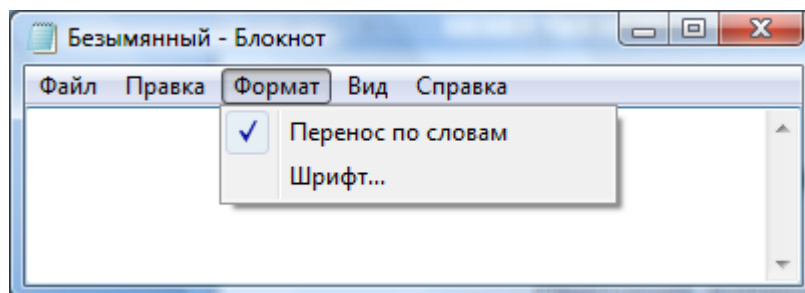 Безымянный - Блокнот
Файл Правка Формат Вид Справка
Перенос по словам
Шрифт...